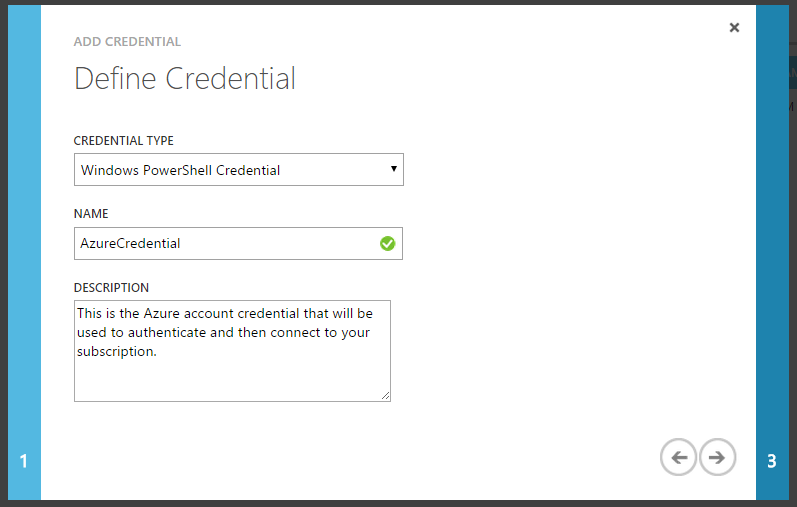 ADD CREDENTIAL
Define Credential
CREDENTIAL TYPE
Windows PowerShell Credential
NAME
AzureCredential
DESCRIPTION
This is the Azure account credential that will be
used to authenticate and then connect to your
subscription.
1
3